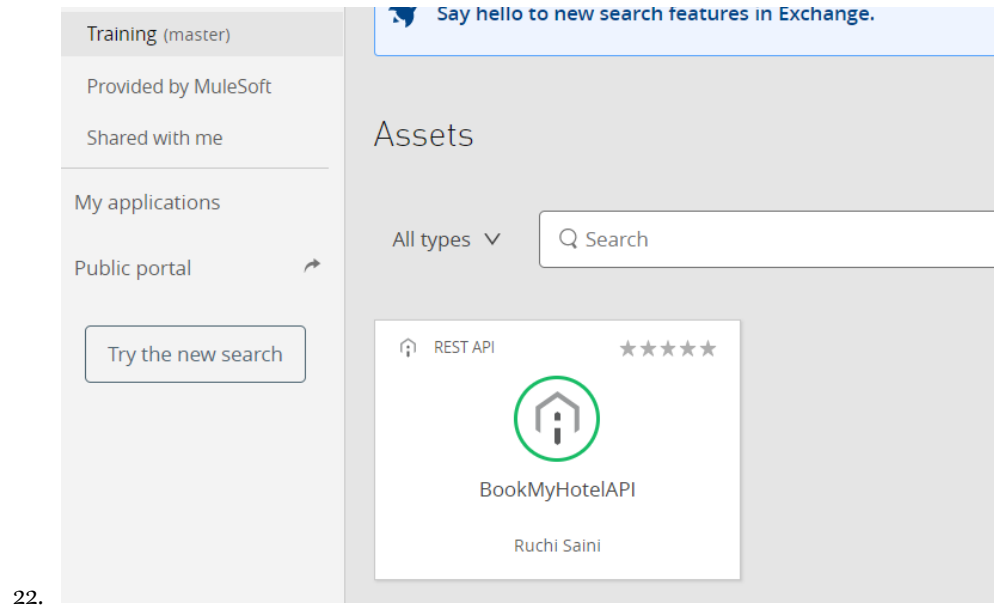 Training (master)
Provided by MuleSoft
Shared with me
My applications
Public portal
Try the new search
Say hello to new search features in Exchange.
Assets
All types
Search
REST API
BookMyHotelAPI
Ruchi Saini
22.